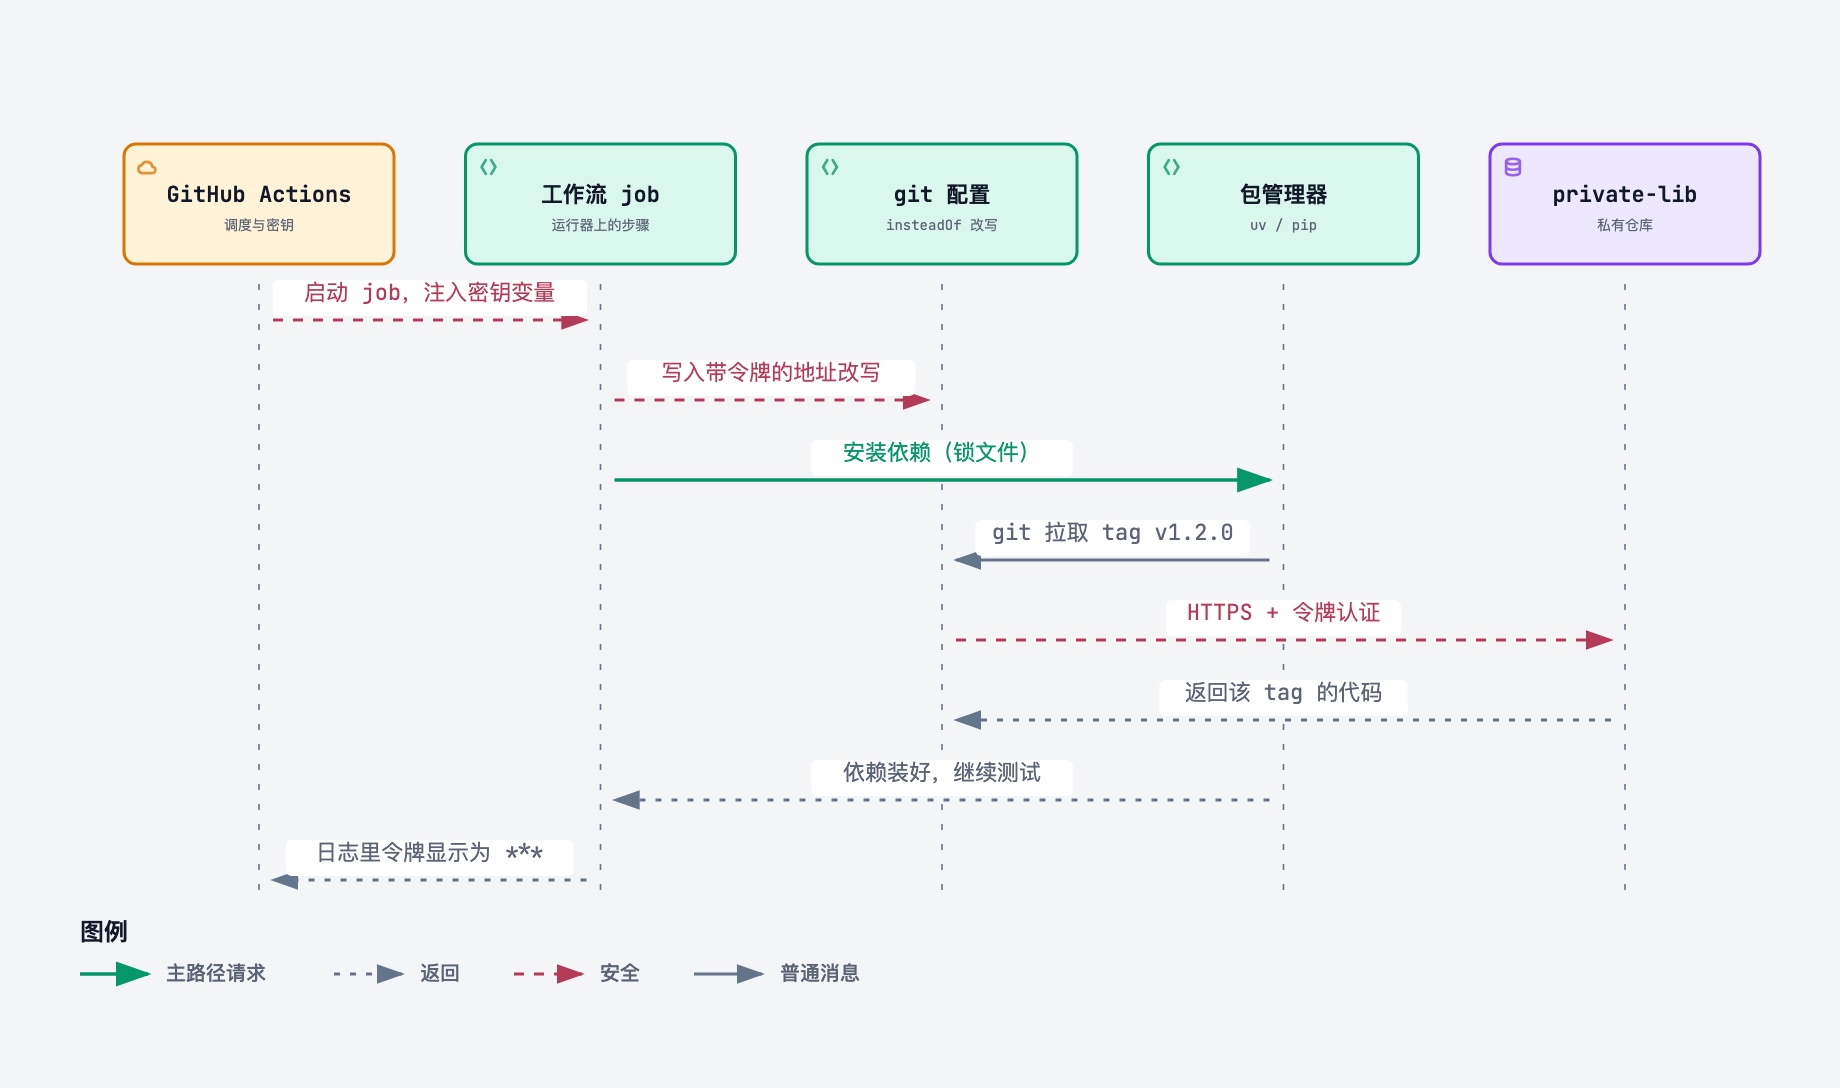 GitHub Actions
调度与密钥
工作流 job
运行器上的步骤
git 配置
insteadOf 改写
包管理器
uv / pip
private-lib
私有仓库
启动 job，注入密钥变量
写入带令牌的地址改写
安装依赖（锁文件）
git 拉取 tag v1.2.0
HTTPS + 令牌认证
返回该 tag 的代码
依赖装好，继续测试
日志里令牌显示为 ***
图例
主路径请求
返回
安全
普通消息